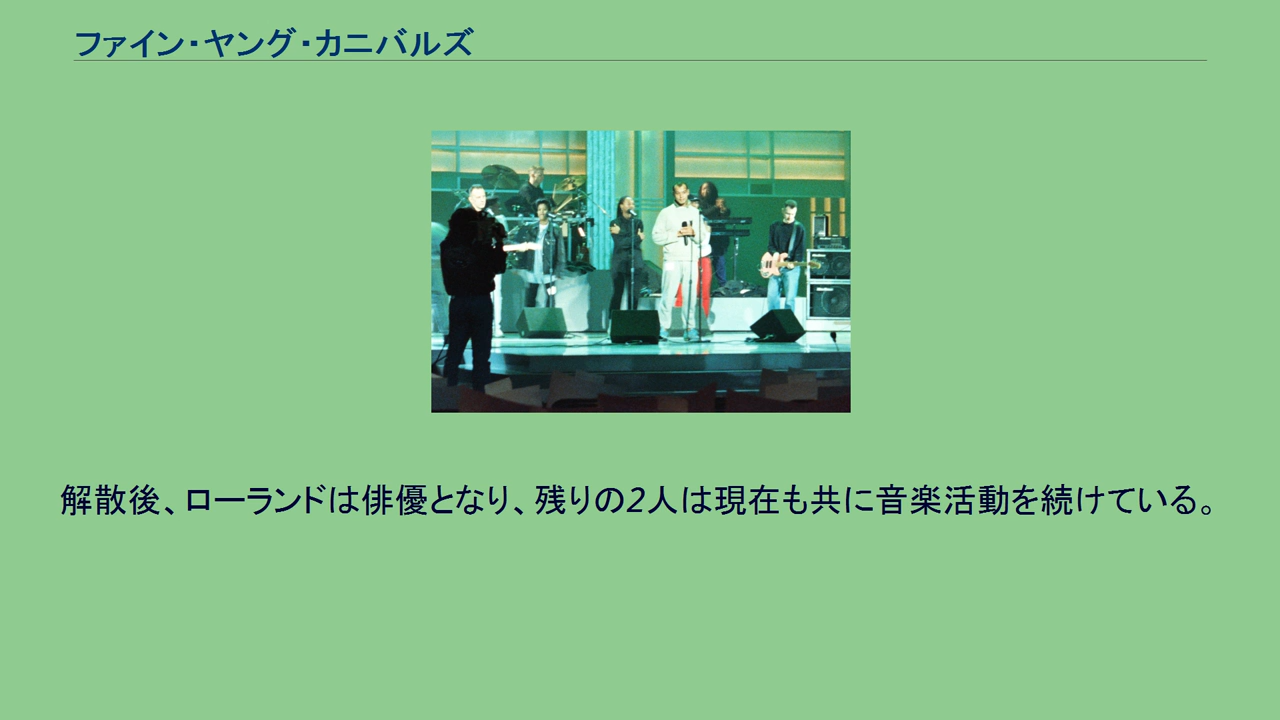 ファイン・ヤング・カニバルズ
解散後、ローランドは俳優となり、残りの2人は現在も共に音楽活動を続けている。